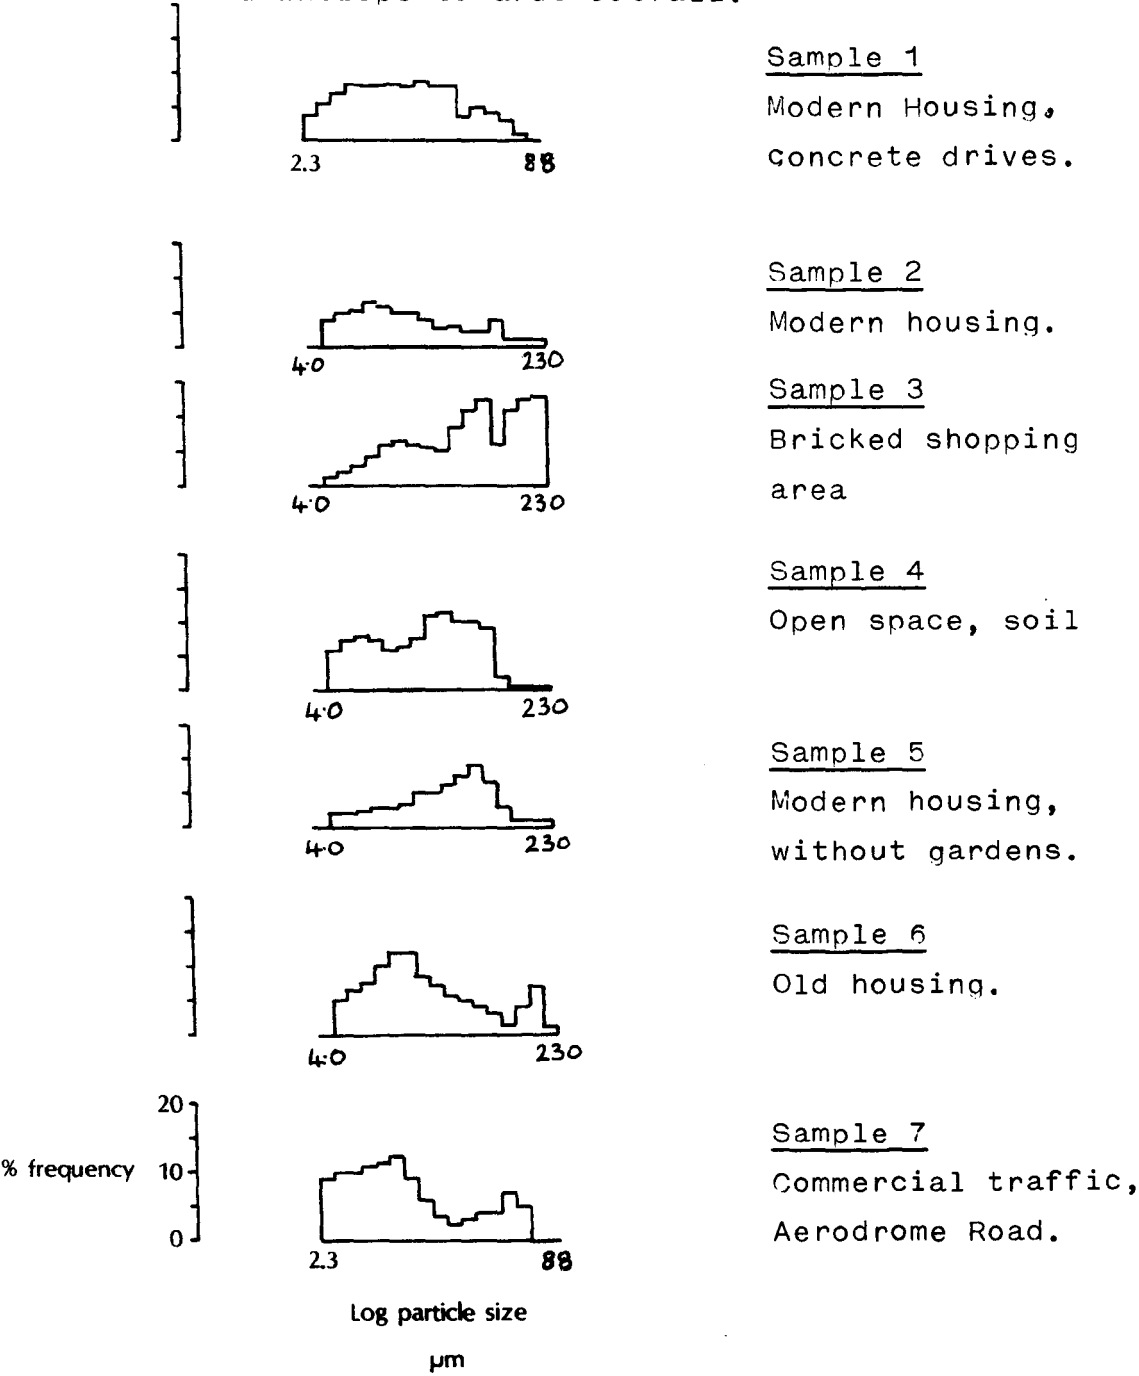 Sample 1
Modern Housing,
concrete drives.
2.3 88
Sample 2
Modern housing.
4.0 230
Sample 3
Bricked shopping
area
4.0 230
Sample 4
Open space, soil
4.0 230
Sample 5
Modern housing,
without gardens.
4.0 230
Sample 6
Old housing.
4.0 230
20
% frequency 10
0
2.3 88
Sample 7
Commercial traffic,
Aerodrome Road.
Log particle size
μm